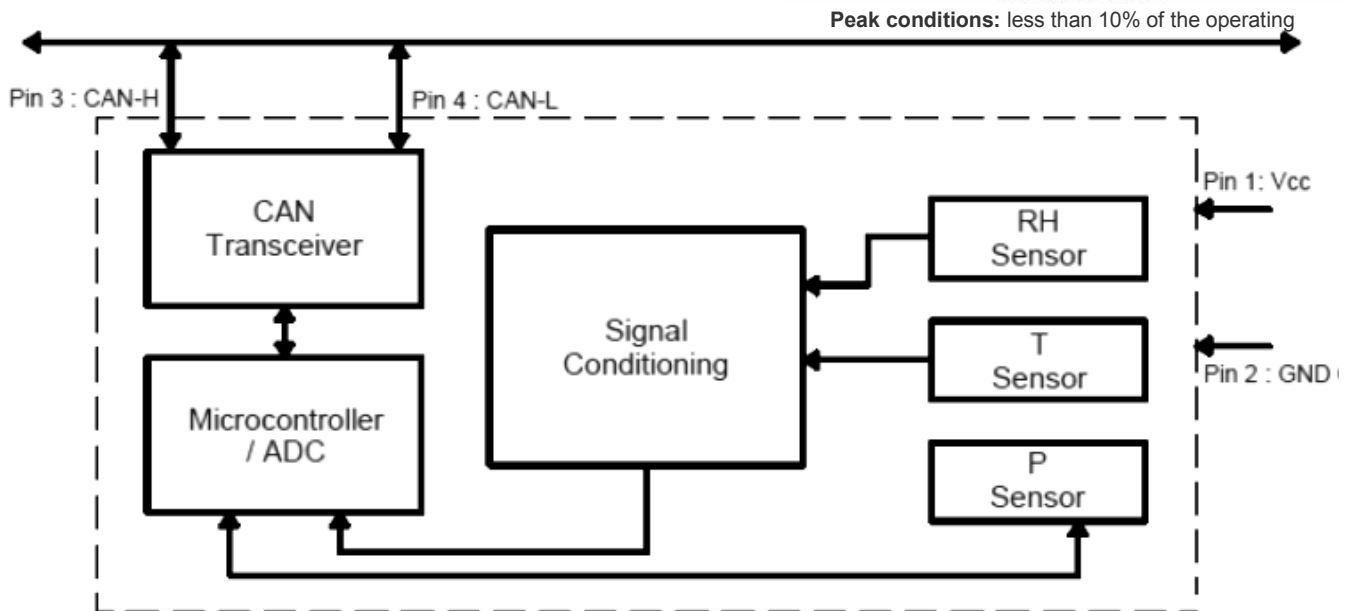 Peak conditions: less than 10% of the operating
Pin 3 : CAN-H
Pin 4 : CAN-L
CAN
Transceiver
Pin 1: Vcc
RH
Sensor
Signal
Conditioning
T
Sensor
Pin 2 : GND
Microcontroller
/ ADC
P
Sensor